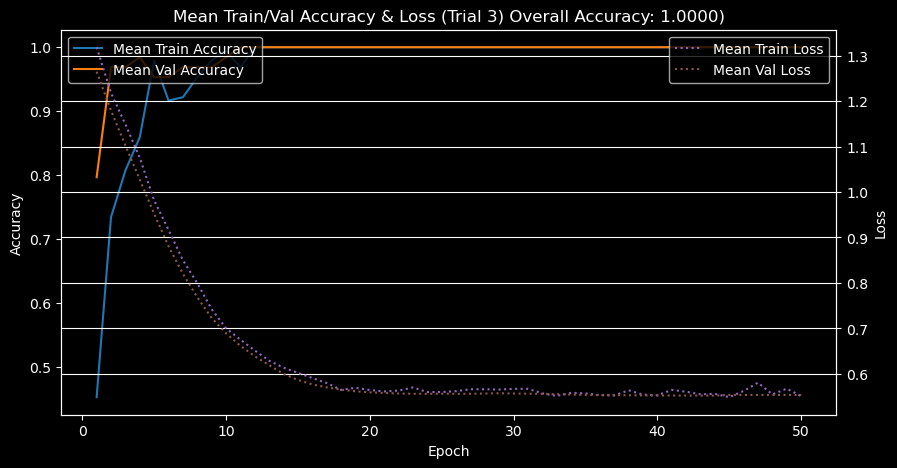 Mean Train/Val Accuracy & Loss (Trial 3) Overall Accuracy: 1.0000)
Mean Train Accuracy
Mean Val Accuracy
Mean Train Loss
Mean Val Loss
1.0
0.9
0.8
0.7
0.6
0.5
Accuracy
1.3
1.2
1.1
1.0
0.9
0.8
0.7
0.6
Loss
0 10 20 30 40 50
Epoch